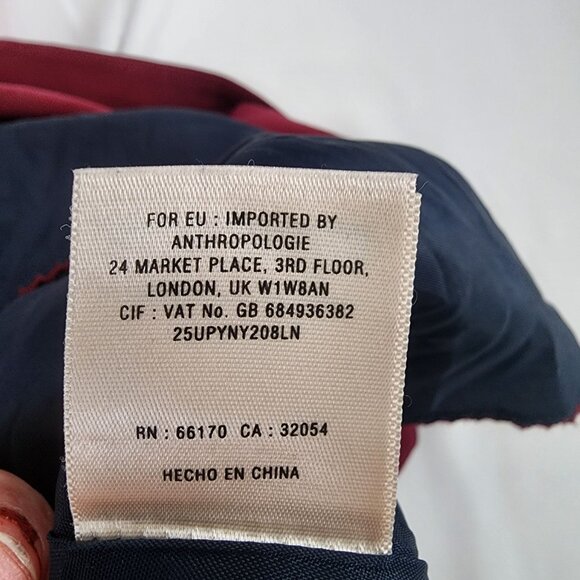 FOR EU : IMPORTED BY
ANTHROPOLOGIE
24 MARKET PLACE, 3RD FLOOR,
LONDON, UK W1W8AN
CIF : VAT No. GB 684936382
25UPYNY208LN
RN : 66170 CA : 32054
HECHO EN CHINA